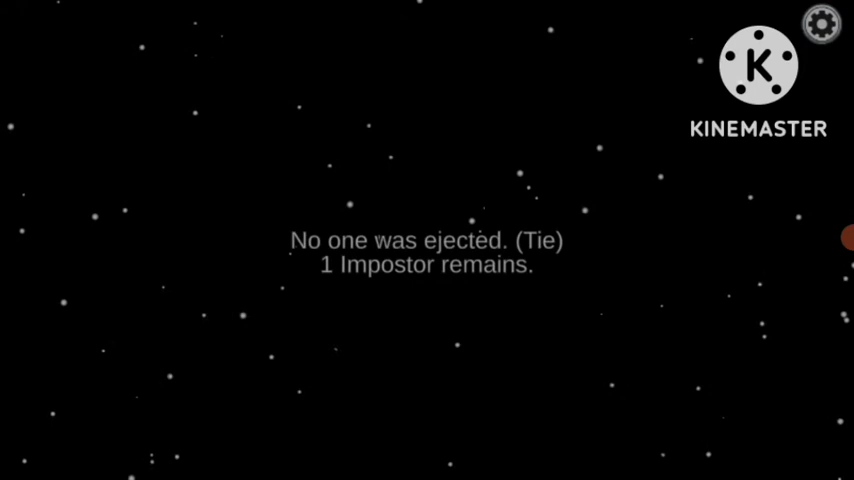 K
KINEMASTER
No one was ejected. (Tie)
1 Impostor remains.